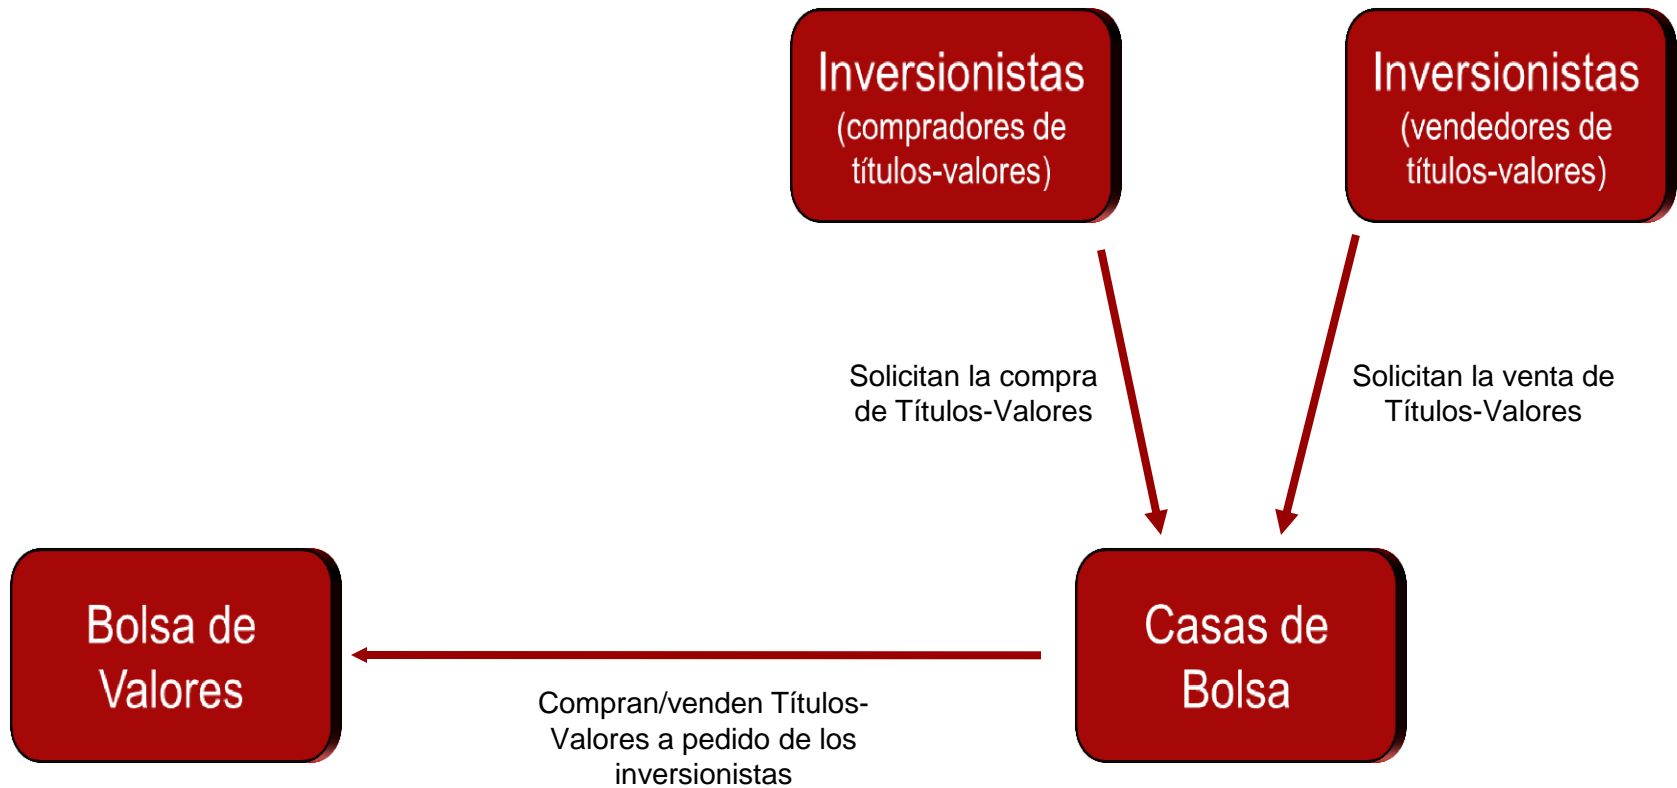 Inversionistas
(compradores de
títulos-valores)
Inversionistas
(vendedores de
títulos-valores)
Solicitan la compra
de Títulos-Valores
Solicitan la venta de
Títulos-Valores
Bolsa de
Valores
Casas de
Bolsa
Compran/venden Títulos-
Valores a pedido de los
inversionistas